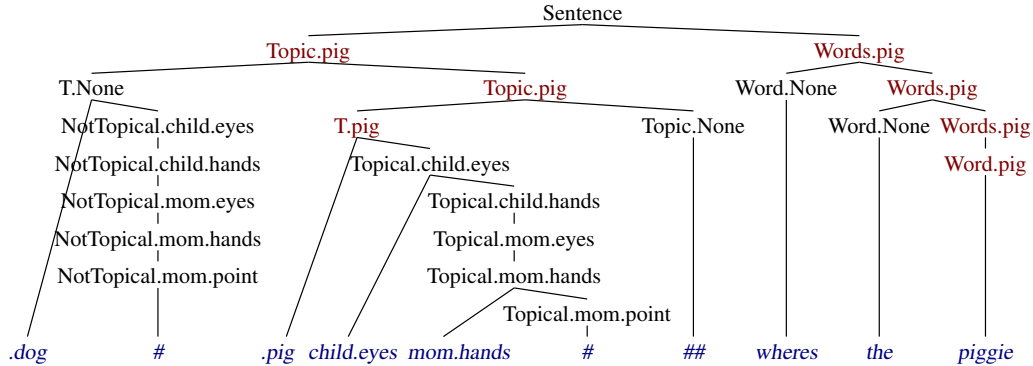 Sentence
Topic.pig Words.pig
T.None Topic.pig Word.None Words.pig
NotTopical.child.eyes T.pig Topic.None Word.None Words.pig
NotTopical.child.hands Topical.child.eyes Word.pig
NotTopical.mom.eyes Topical.child.hands
NotTopical.mom.hands Topical.mom.eyes
NotTopical.mom.point Topical.mom.hands
Topical.mom.point
.dog # .pig child.eyes mom.hands # ## wheres the piggie